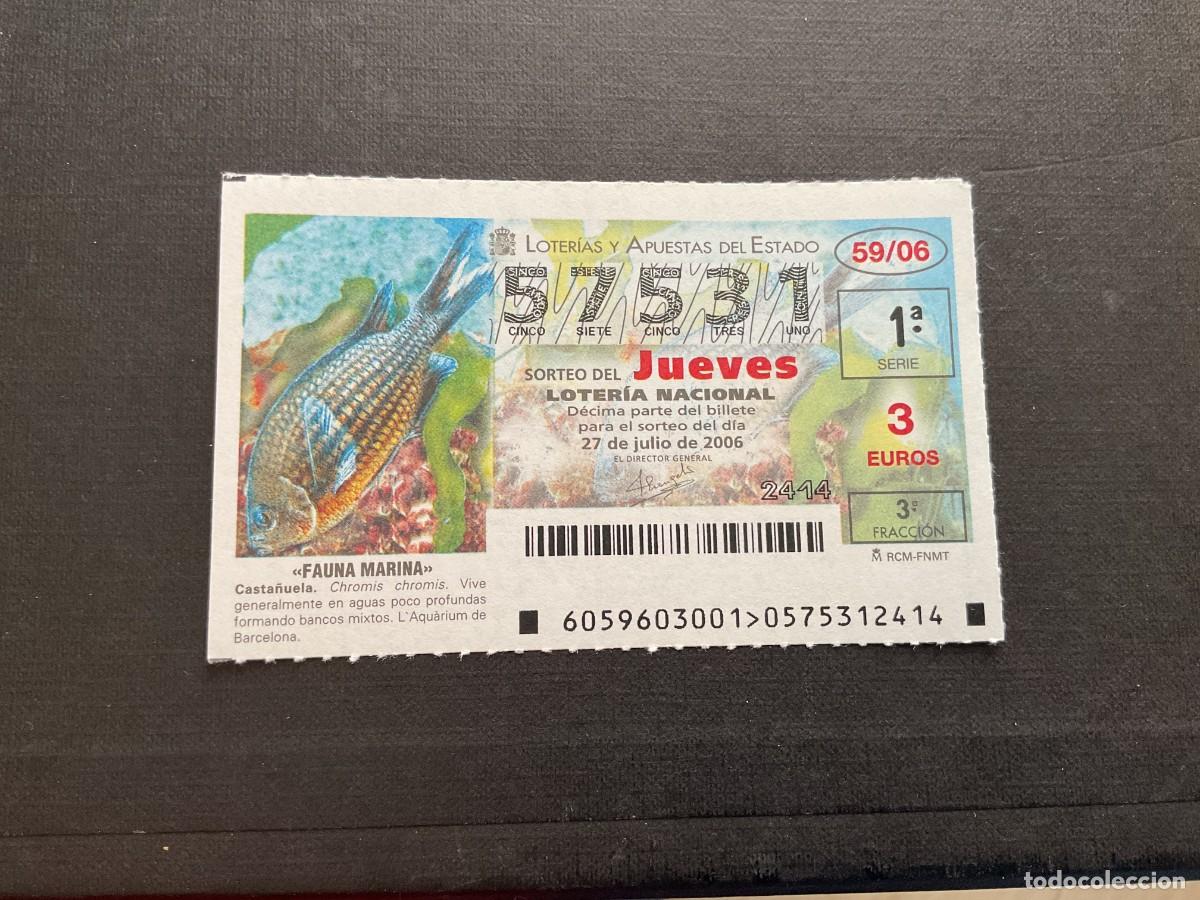 LOTERÍAS Y APUESTAS DEL ESTADO
59/06
57531
CINCO SIETE CINCO TRES UNO
1ª
SERIE
SORTEO DEL Jueves
LOTERÍA NACIONAL
Décima parte del billete
para el sorteo del día
27 de julio de 2006
EL DIRECTOR GENERAL
3
EUROS
2414
3ª
FRACCIÓN
M RCM-FNMT
«FAUNA MARINA»
Castañuela. Chromis chromis. Vive
generalmente en aguas poco profundas
formando bancos mixtos. L`Aquàrium de
Barcelona.
6059603001>0575312414
todocoleccion